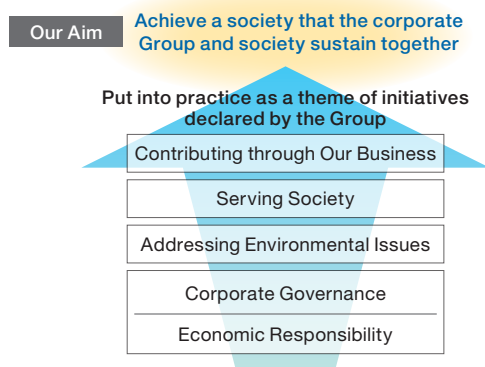 Our Aim
Achieve a society that the corporate
Group and society sustain together
Put into practice as a theme of initiatives
declared by the Group
Contributing through Our Business
Serving Society
Addressing Environmental Issues
Corporate Governance
Economic Responsibility